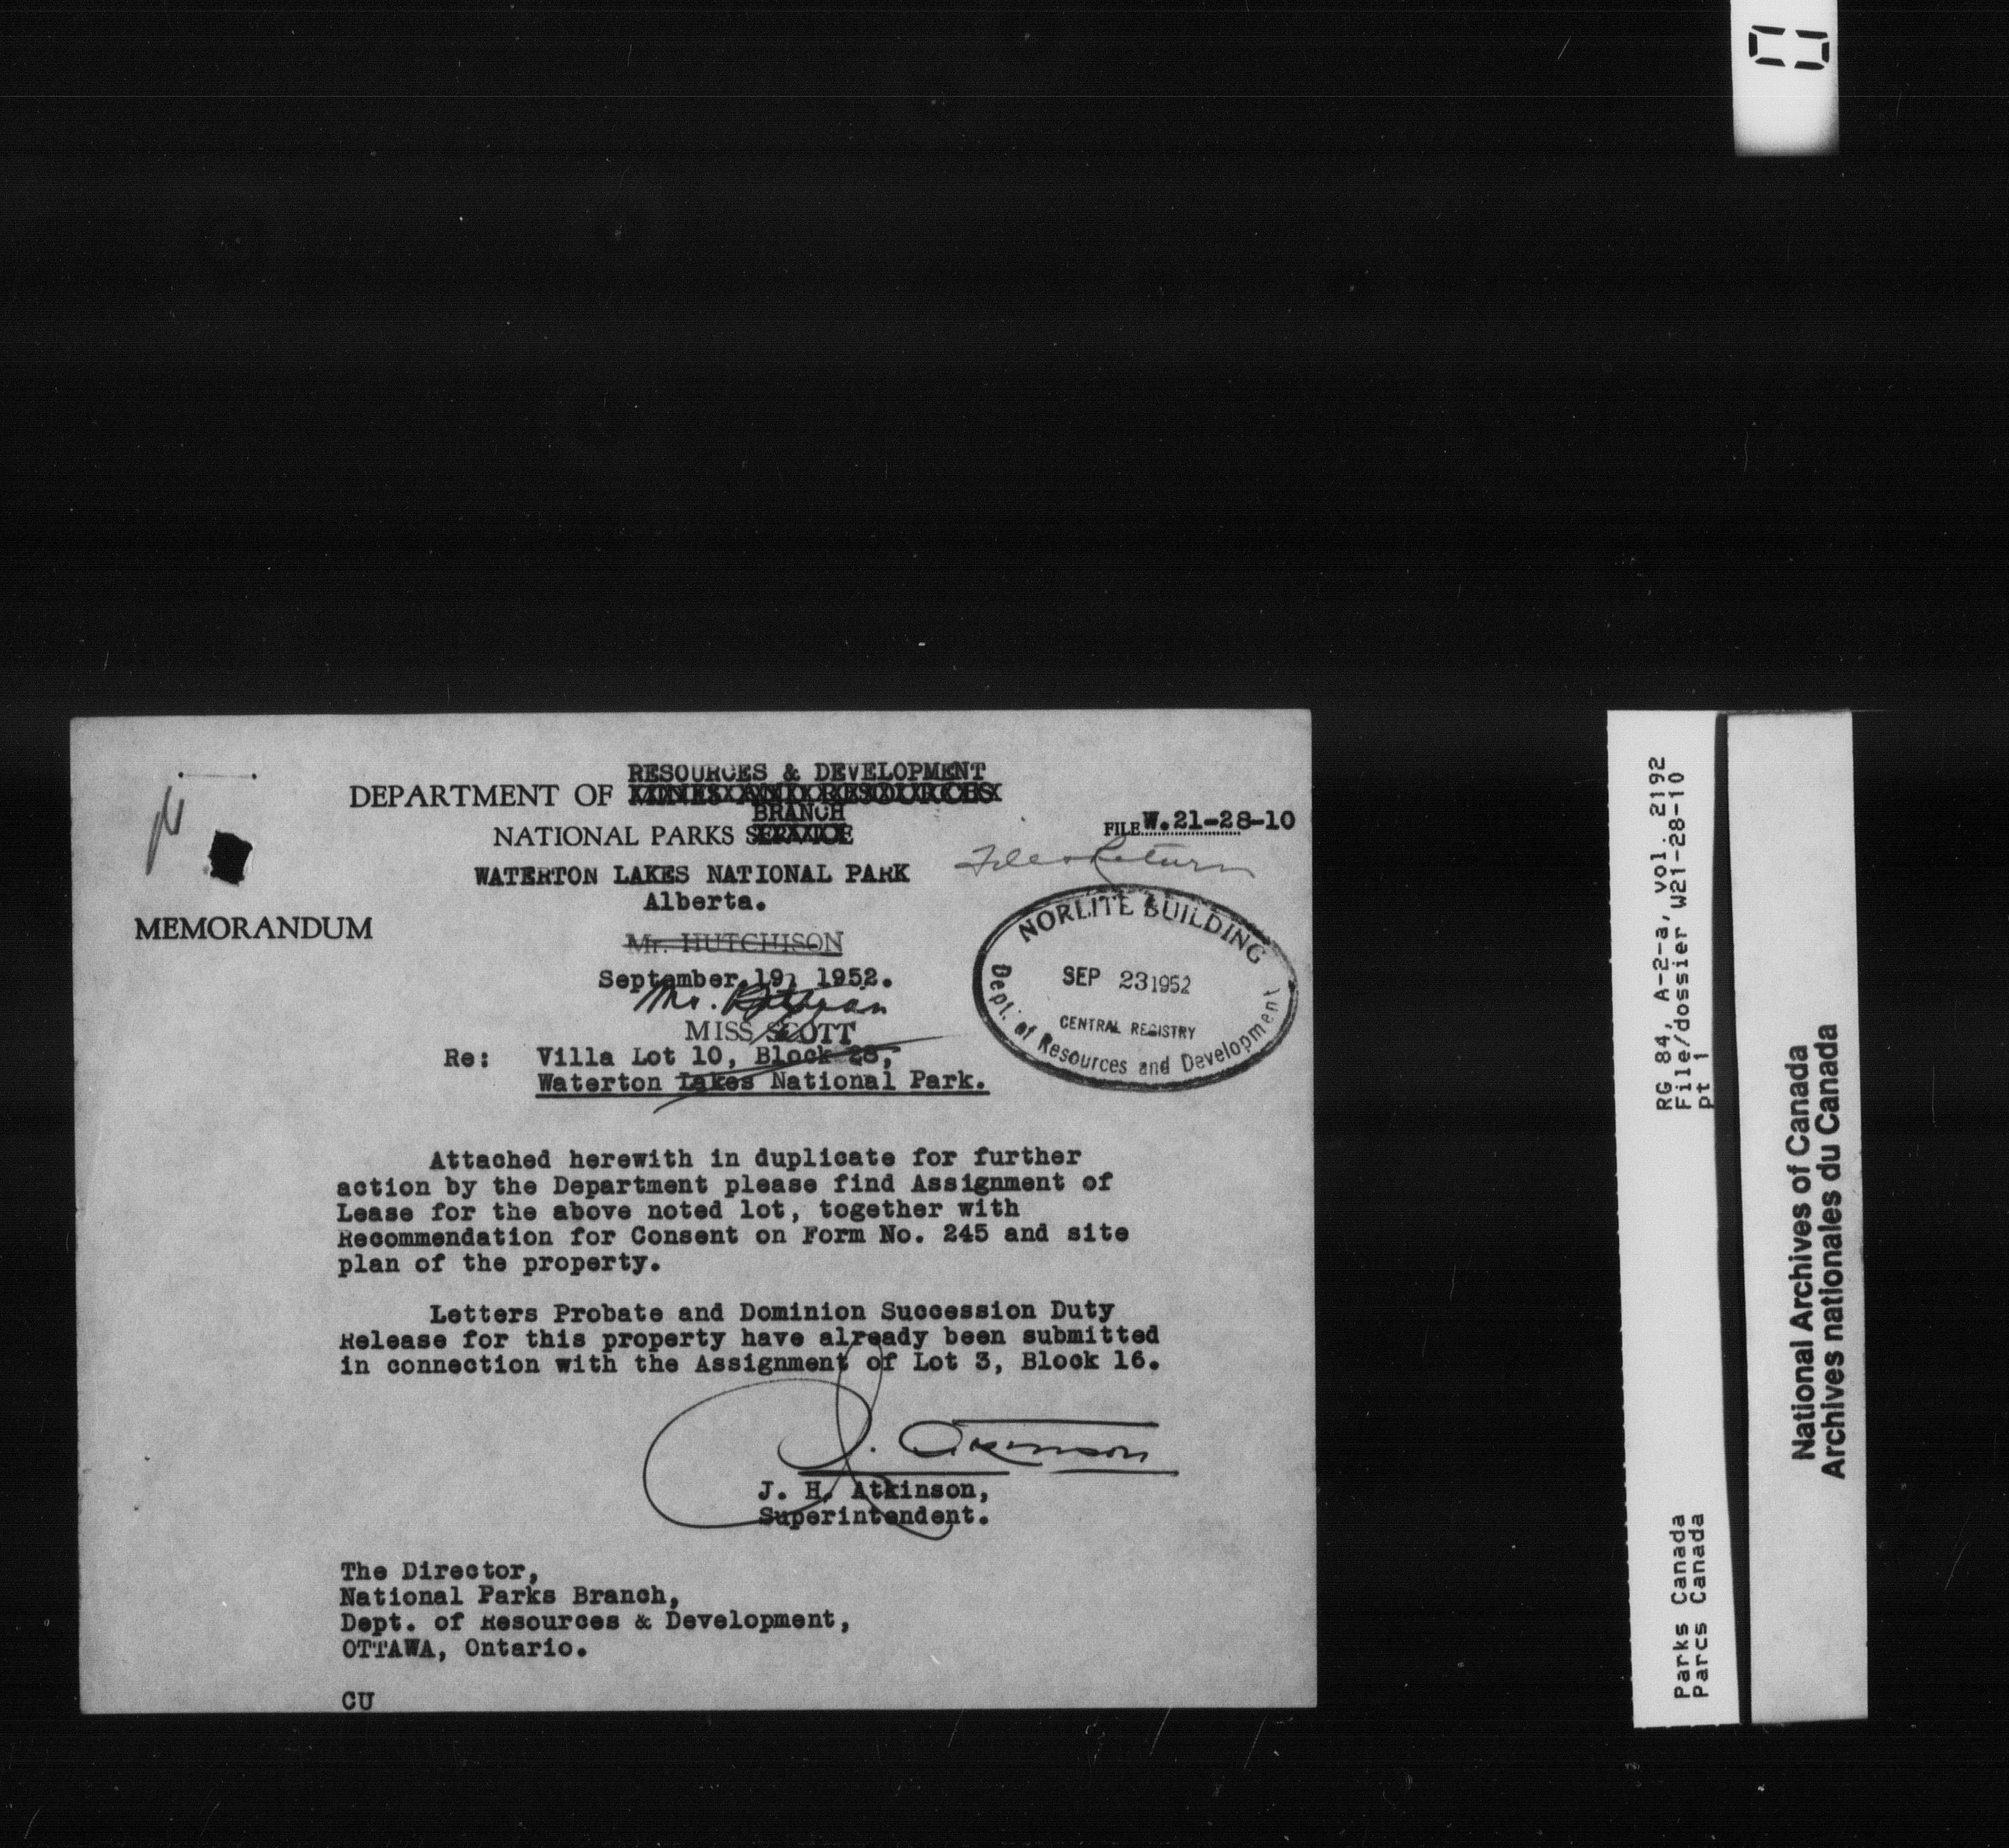 RESOURCES & DEVELOPMENT
DEPARTMENT OF MINES AND RESOURCES
BRANCH
NATIONAL PARKS SERVICE
FILE W.21-28-10
WATERTON LAKES NATIONAL PARK
Alberta.
MEMORANDUM
Mr. HUTCHISON
September 19, 1952.
Mr.
MISS SCOTT
Re: Villa Lot 10, Block 28,
Waterton Lakes National Park.
NORLITE BUILDING
SEP 23 1952
CENTRAL REGISTRY
Dept. of Resources and Development
Attached herewith in duplicate for further
action by the Department please find Assignment of
Lease for the above noted lot, together with
Recommendation for Consent on Form No. 245 and site
plan of the property.
Letters Probate and Dominion Succession Duty
Release for this property have already been submitted
in connection with the Assignment of Lot 3, Block 16.
J. Atkinson
J. H. Atkinson,
Superintendent.
The Director,
National Parks Branch,
Dept. of Resources & Development,
OTTAWA, Ontario.
CU
RG 84, A-2-a, vol. 2192
File/dossier W21-28-10
pt 1
Parks Canada
Parcs Canada
National Archives of Canada
Archives nationales du Canada